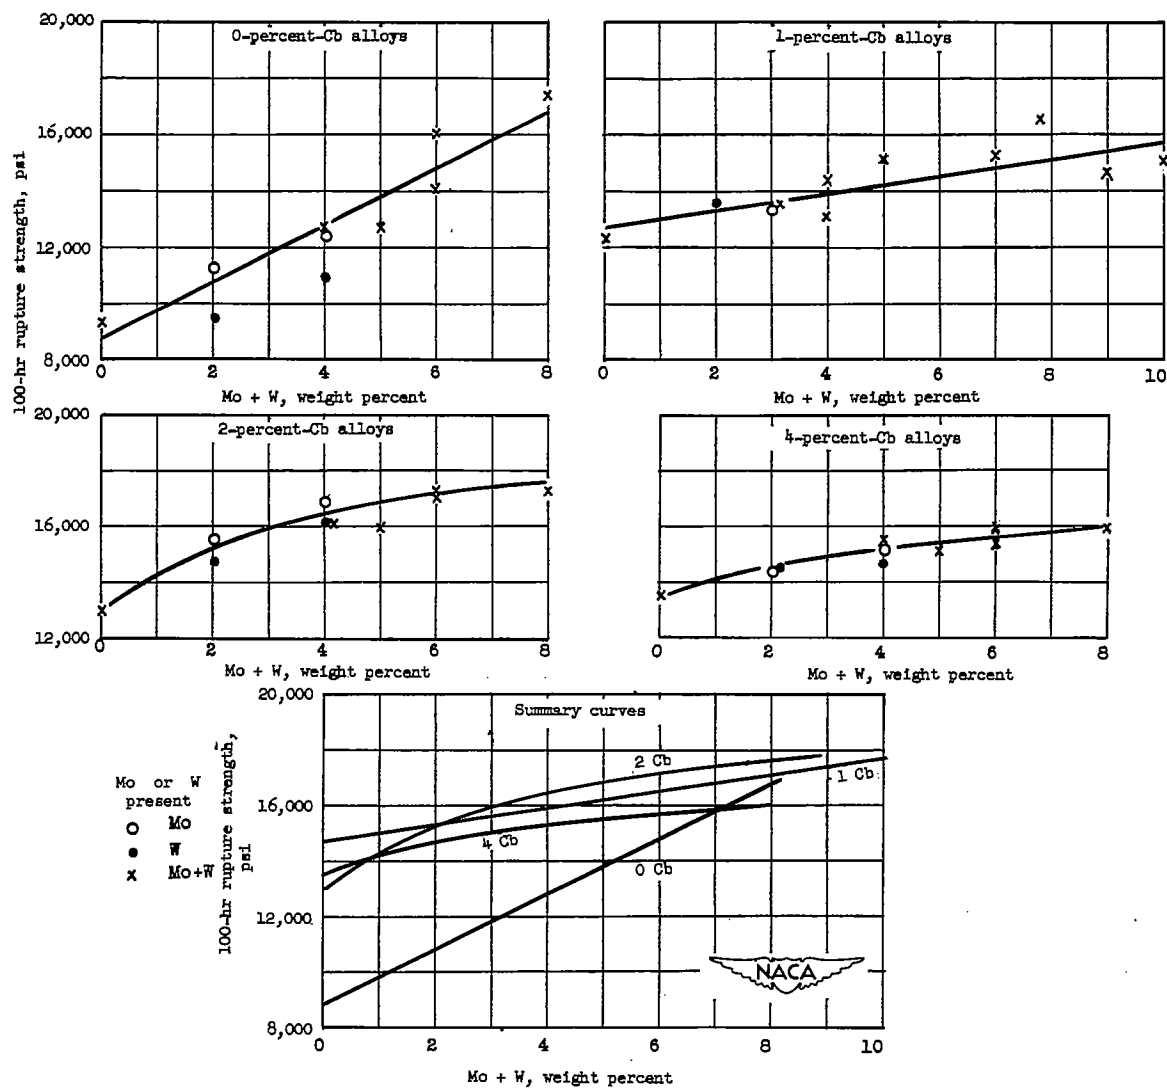 20,000
0-percent-Cb alloys
1-percent-Cb alloys
16,000
12,000
8,000
100-hr rupture strength, psi
0 2 4 6 8
0 2 4 6 8 10
Mo + W, weight percent
Mo + W, weight percent
20,000
2-percent-Cb alloys
4-percent-Cb alloys
16,000
12,000
0 2 4 6 8
0 2 4 6 8
Mo + W, weight percent
Mo + W, weight percent
20,000
Summary curves
2 Cb
1 Cb
16,000
4 Cb
0 Cb
12,000
8,000
100-hr rupture strength,
psi
Mo or W
present
Mo
W
x Mo+W
NACA
0 2 4 6 8 10
Mo + W, weight percent